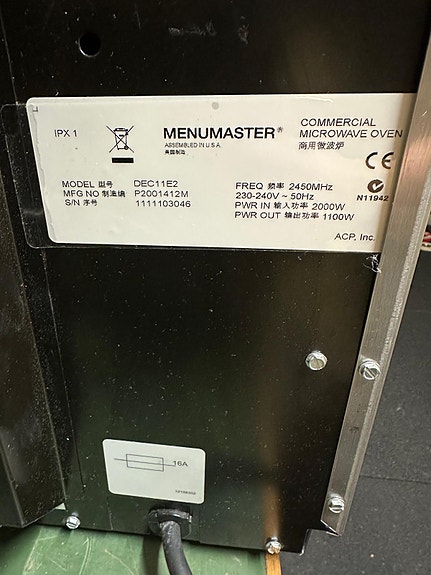 IPX 1
MENUMASTER®
ASSEMBLED IN U.S.A.
美国制造
COMMERCIAL
MICROWAVE OVEN
商用微波炉
CE
MODEL 型号 DEC11E2
MFG NO 制造编 P2001412M
S/N 序号 1111103046
FREQ 频率 2450MHz
230-240V ~ 50Hz
PWR IN 输入功率 2000W
PWR OUT 输出功率 1100W
N11942
ACP, Inc.
16A